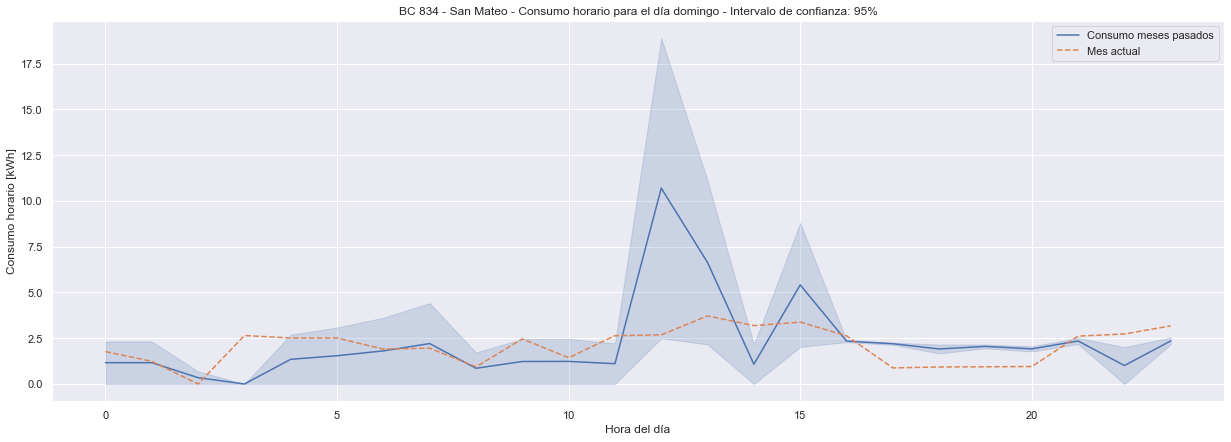 BC 834 - San Mateo - Consumo horario para el día domingo - Intervalo de confianza: 95%
Consumo meses pasados
Mes actual
Consumo horario [kWh]
17.5
15.0
12.5
10.0
7.5
5.0
2.5
0.0
0 5 10 15 20
Hora del día